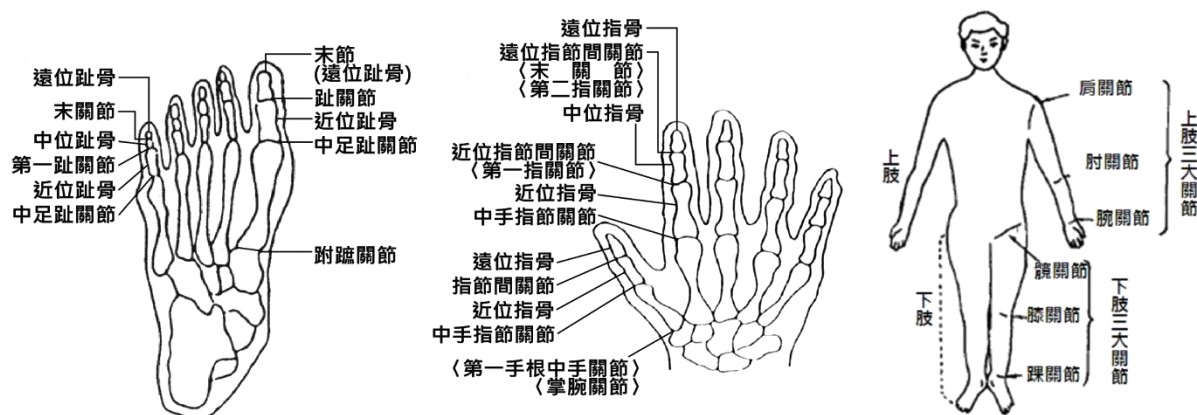 遠位趾骨
末關節
中位趾骨
第一趾關節
近位趾骨
中足趾關節
末節
(遠位趾骨)
趾關節
近位趾骨
中足趾關節
跗蹠關節
遠位指骨
遠位指節間關節
〈末關節〉
〈第二指關節〉
中位指骨
近位指節間關節
〈第一指關節〉
近位指骨
中手指節關節
遠位指骨
指節間關節
近位指骨
中手指節關節
〈第一手根中手關節〉
〈掌腕關節〉
上肢
下肢
肩關節
肘關節
腕關節
上肢三大關節
髖關節
膝關節
踝關節
下肢三大關節